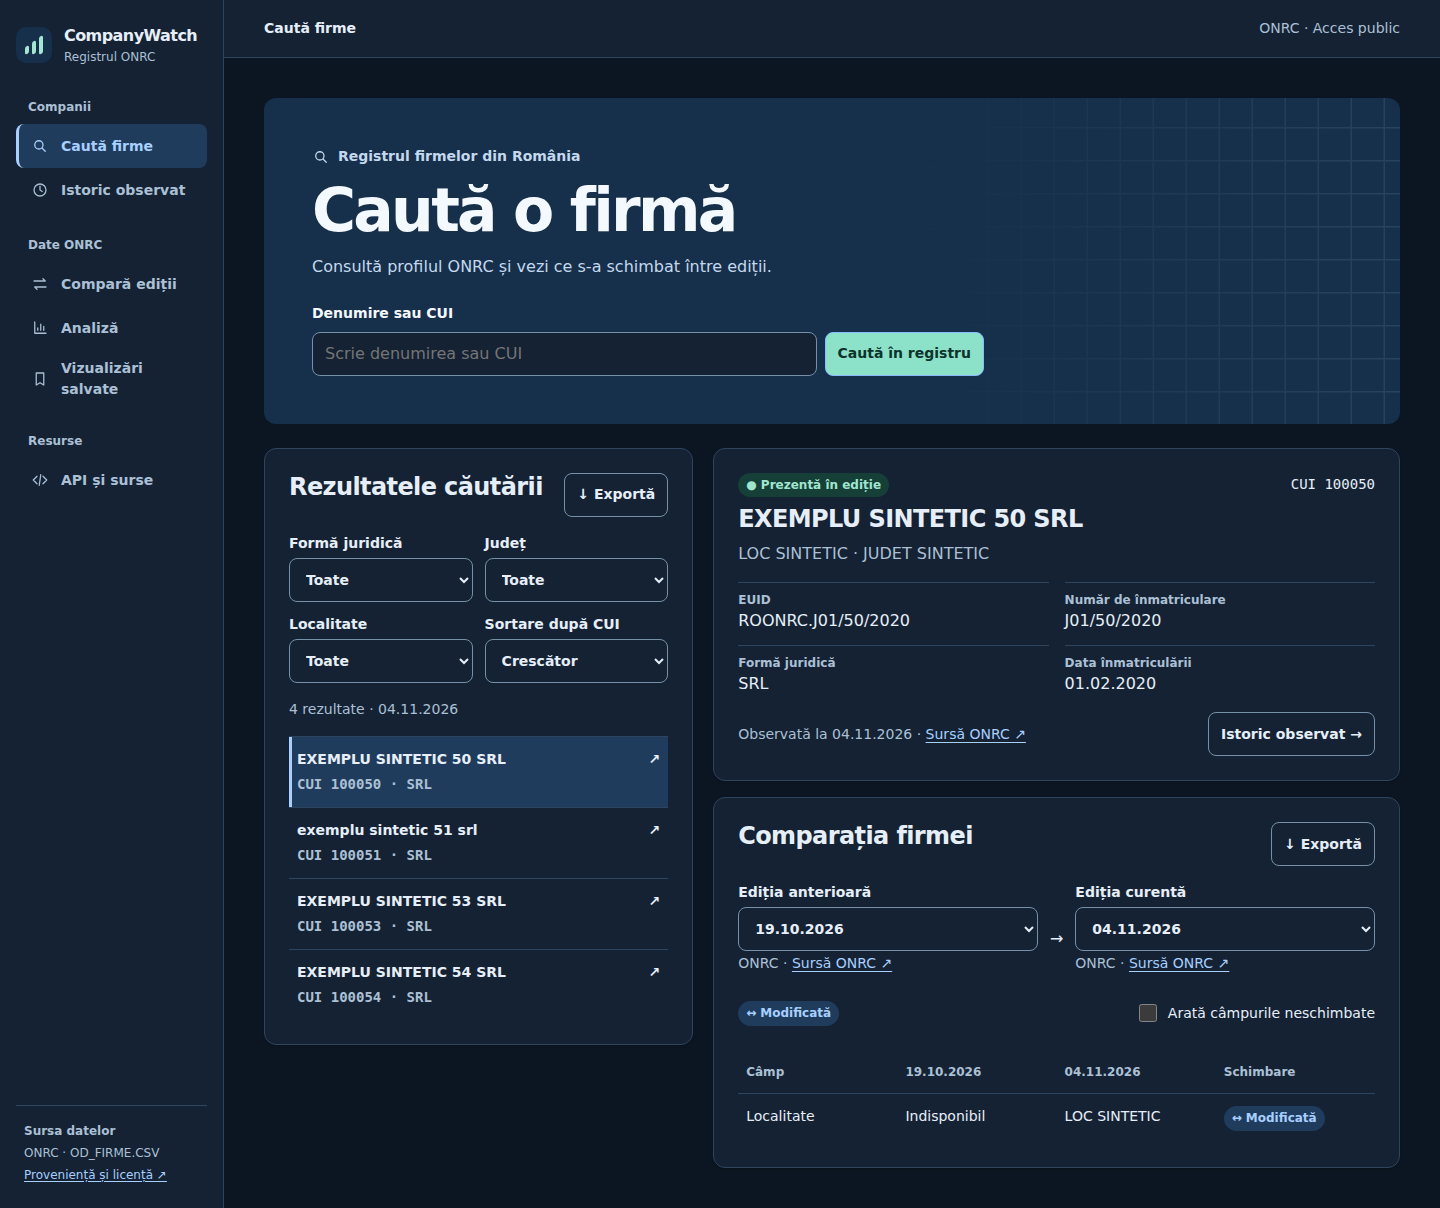 CompanyWatch
Registrul ONRC
Companii
Caută firme
Istoric observat
Date ONRC
Compară ediții
Analiză
Vizualizări
salvate
Resurse
API și surse
Sursa datelor
ONRC · OD_FIRME.CSV
Proveniență și licență ↗
Caută firme
ONRC · Acces public
Registrul firmelor din România
Caută o firmă
Consultă profilul ONRC și vezi ce s-a schimbat între ediții.
Denumire sau CUI
Scrie denumirea sau CUI
Caută în registru
Rezultatele căutării
↓ Exportă
Formă juridică
Județ
Toate
Toate
Localitate
Sortare după CUI
Toate
Crescător
4 rezultate · 04.11.2026
EXEMPLU SINTETIC 50 SRL ↗
CUI 100050 · SRL
exemplu sintetic 51 srl ↗
CUI 100051 · SRL
EXEMPLU SINTETIC 53 SRL ↗
CUI 100053 · SRL
EXEMPLU SINTETIC 54 SRL ↗
CUI 100054 · SRL
● Prezentă în ediție
CUI 100050
EXEMPLU SINTETIC 50 SRL
LOC SINTETIC · JUDET SINTETIC
EUID
ROONRC.J01/50/2020
Număr de înmatriculare
J01/50/2020
Formă juridică
SRL
Data înmatriculării
01.02.2020
Observată la 04.11.2026 · Sursă ONRC ↗
Istoric observat →
Comparația firmei
↓ Exportă
Ediția anterioară
19.10.2026
ONRC · Sursă ONRC ↗
→
Ediția curentă
04.11.2026
ONRC · Sursă ONRC ↗
↔ Modificată
Arată câmpurile neschimbate
Câmp 19.10.2026 04.11.2026 Schimbare
Localitate Indisponibil LOC SINTETIC ↔ Modificată